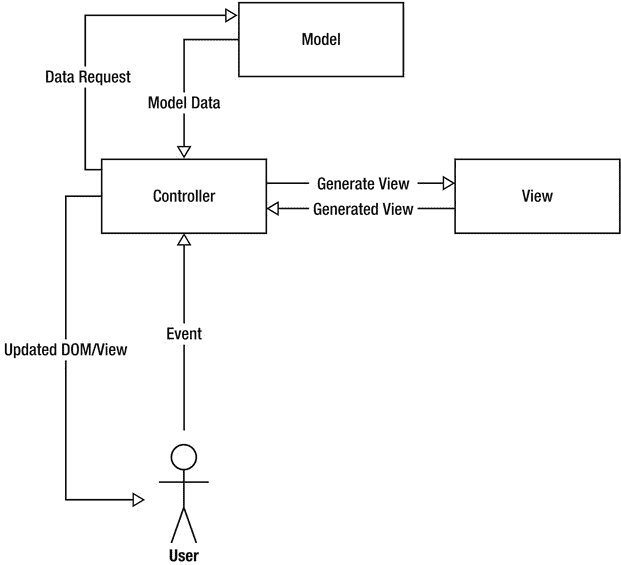 Model
Data Request
Model Data
Controller
Generate View
Generated View
View
Event
Updated DOM/View
User